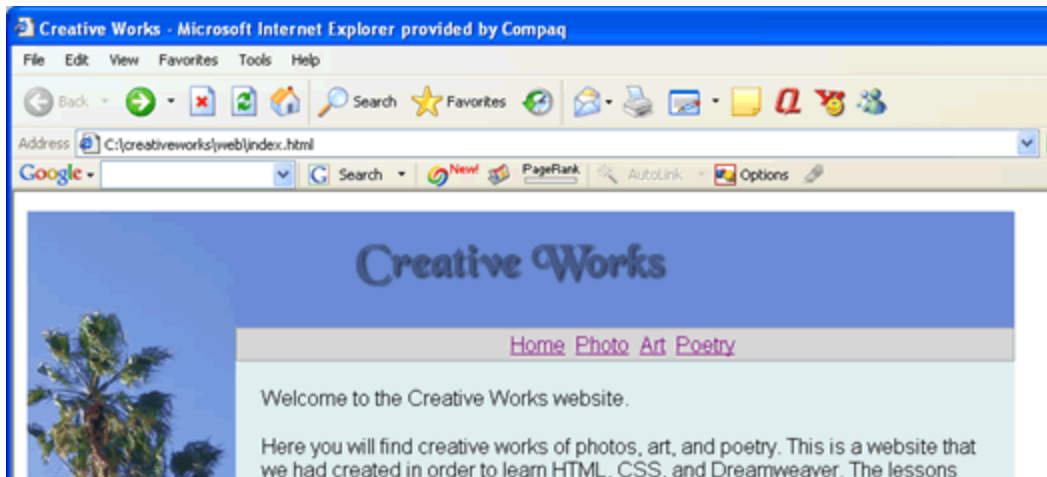 Creative Works - Microsoft Internet Explorer provided by Compaq
File Edit View Favorites Tools Help
Back Search Favorites
Address C:\creativeworks\web\index.html
Google Search New! PageRank AutoLink Options
Creative Works
Home Photo Art Poetry
Welcome to the Creative Works website.
Here you will find creative works of photos, art, and poetry. This is a website that
we had created in order to learn HTML, CSS, and Dreamweaver. The lessons